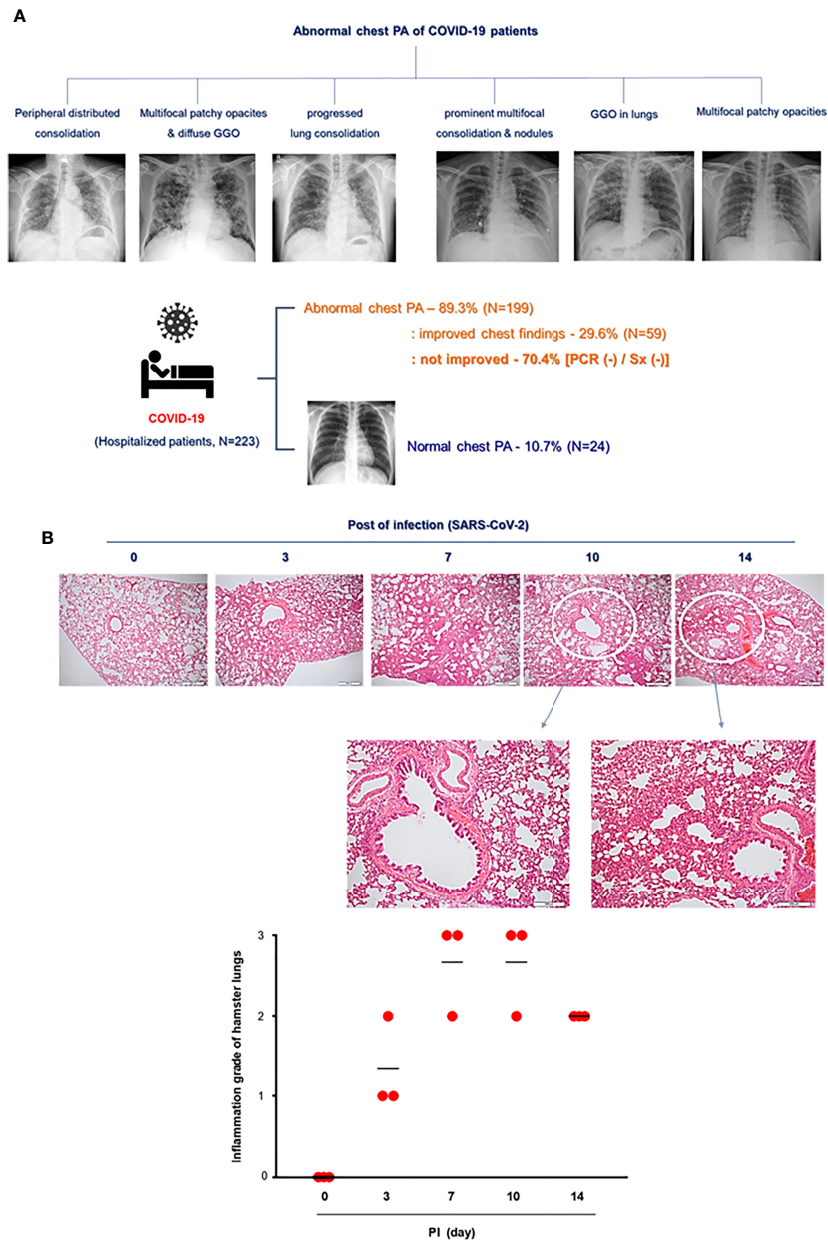 A
Abnormal chest PA of COVID-19 patients
Peripheral distributed
consolidation
Multifocal patchy opacites
& diffuse GGO
progressed
lung consolidation
prominent multifocal
consolidation & nodules
GGO in lungs
Multifocal patchy opacities
Abnormal chest PA – 89.3% (N=199)
: improved chest findings - 29.6% (N=59)
: not improved - 70.4% [PCR (-) / Sx (-)]
COVID-19
(Hospitalized patients, N=223)
Normal chest PA - 10.7% (N=24)
B
Post of infection (SARS-CoV-2)
0 3 7 10 14
Inflammation grade of hamster lungs
3
2
1
0
0 3 7 10 14
PI (day)